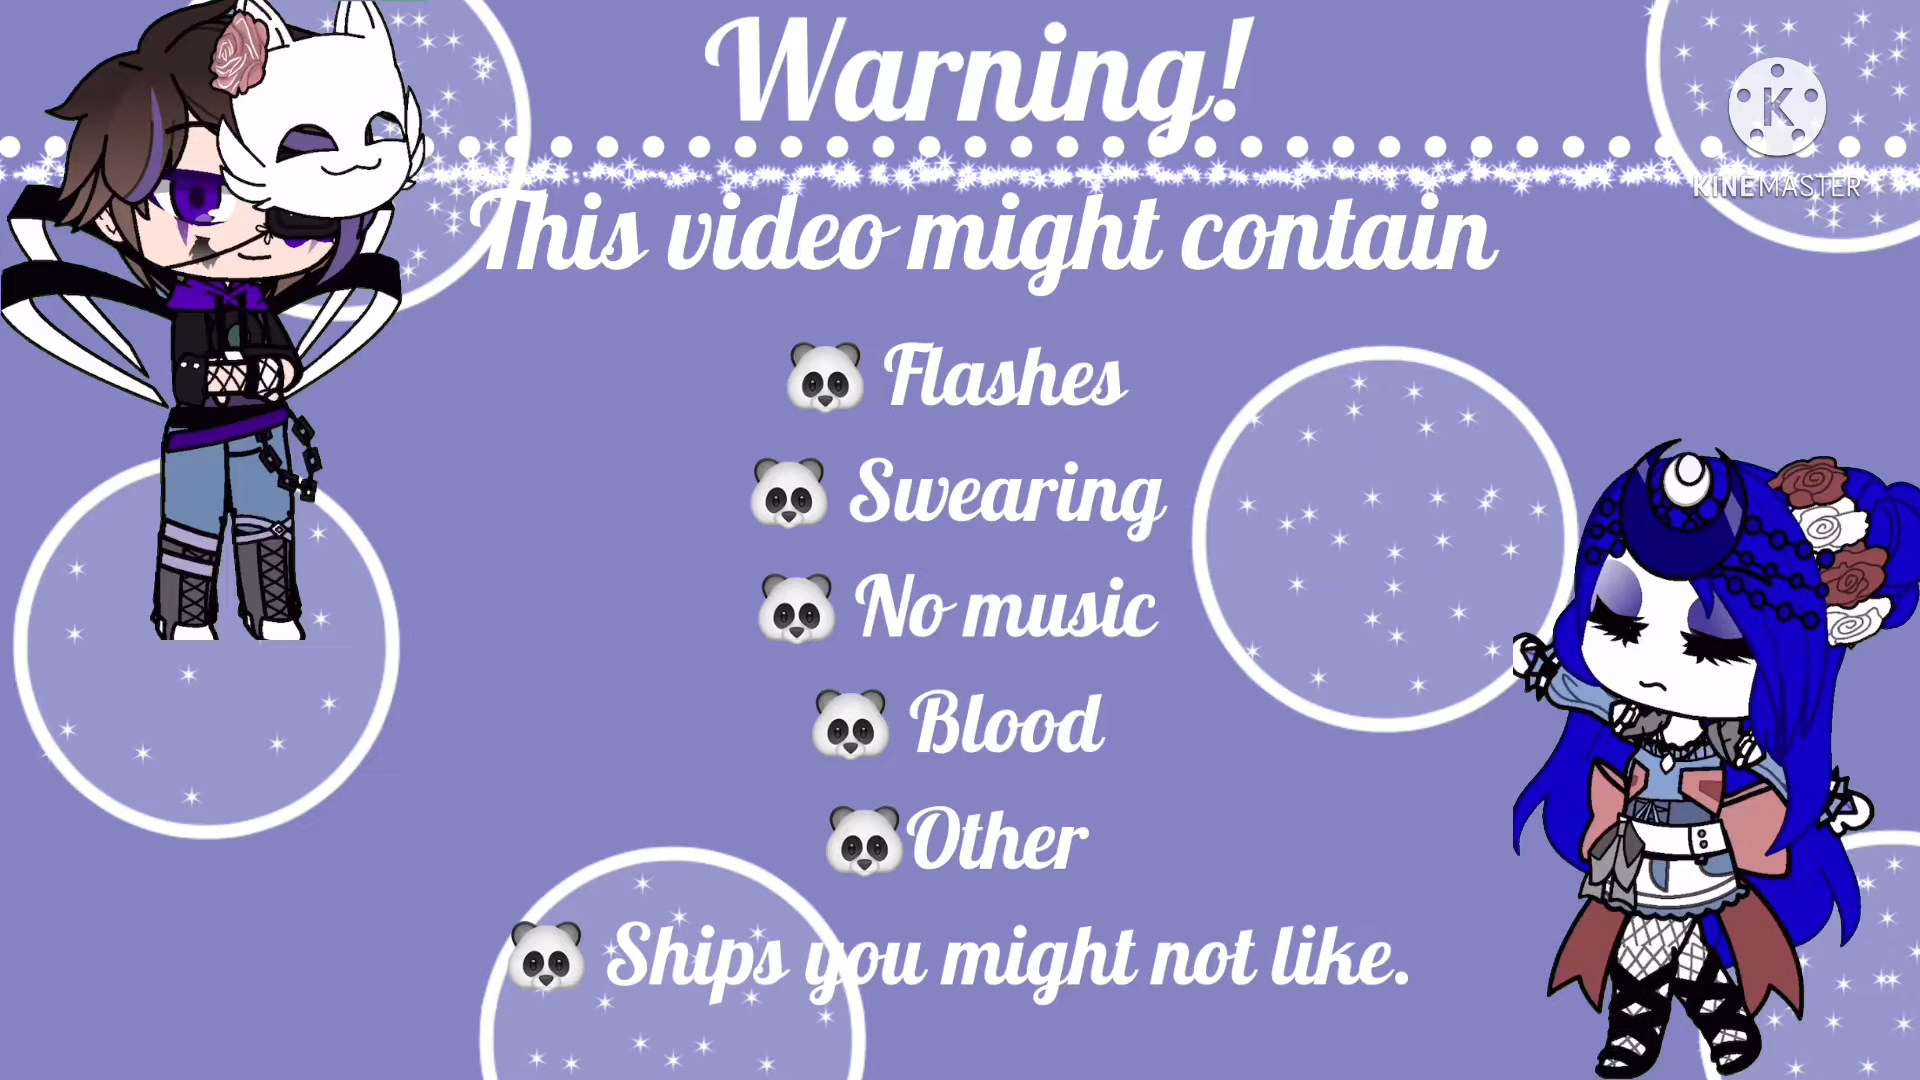 Warning!
K
KINEMASTER
This video might contain
🐼 Flashes
🐼 Swearing
🐼 No music
🐼 Blood
🐼Other
🐼 Ships you might not like.